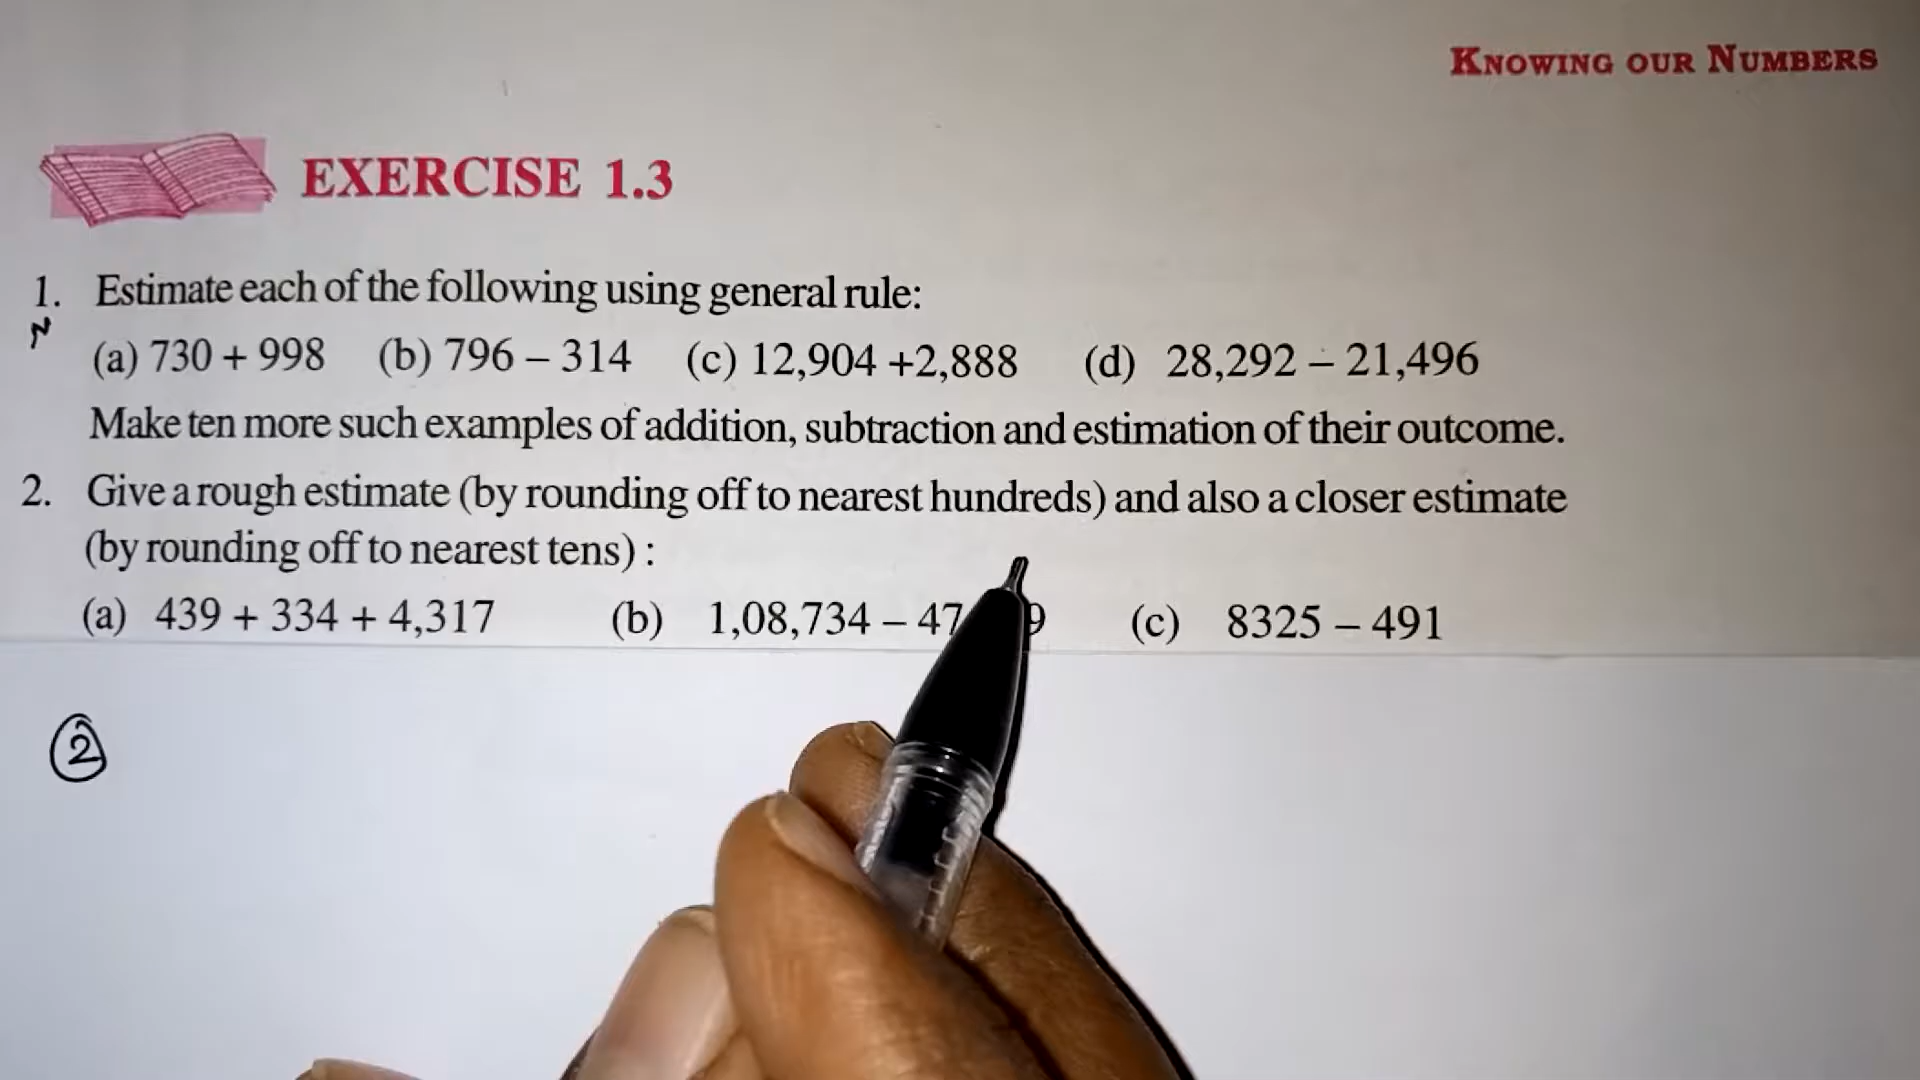 KNOWING OUR NUMBERS
EXERCISE 1.3
1. Estimate each of the following using general rule:
(a) 730 + 998 (b) 796 – 314 (c) 12,904 +2,888 (d) 28,292 – 21,496
Make ten more such examples of addition, subtraction and estimation of their outcome.
2. Give a rough estimate (by rounding off to nearest hundreds) and also a closer estimate
(by rounding off to nearest tens) :
(a) 439 + 334 + 4,317 (b) 1,08,734 – (c) 8325 – 491
2